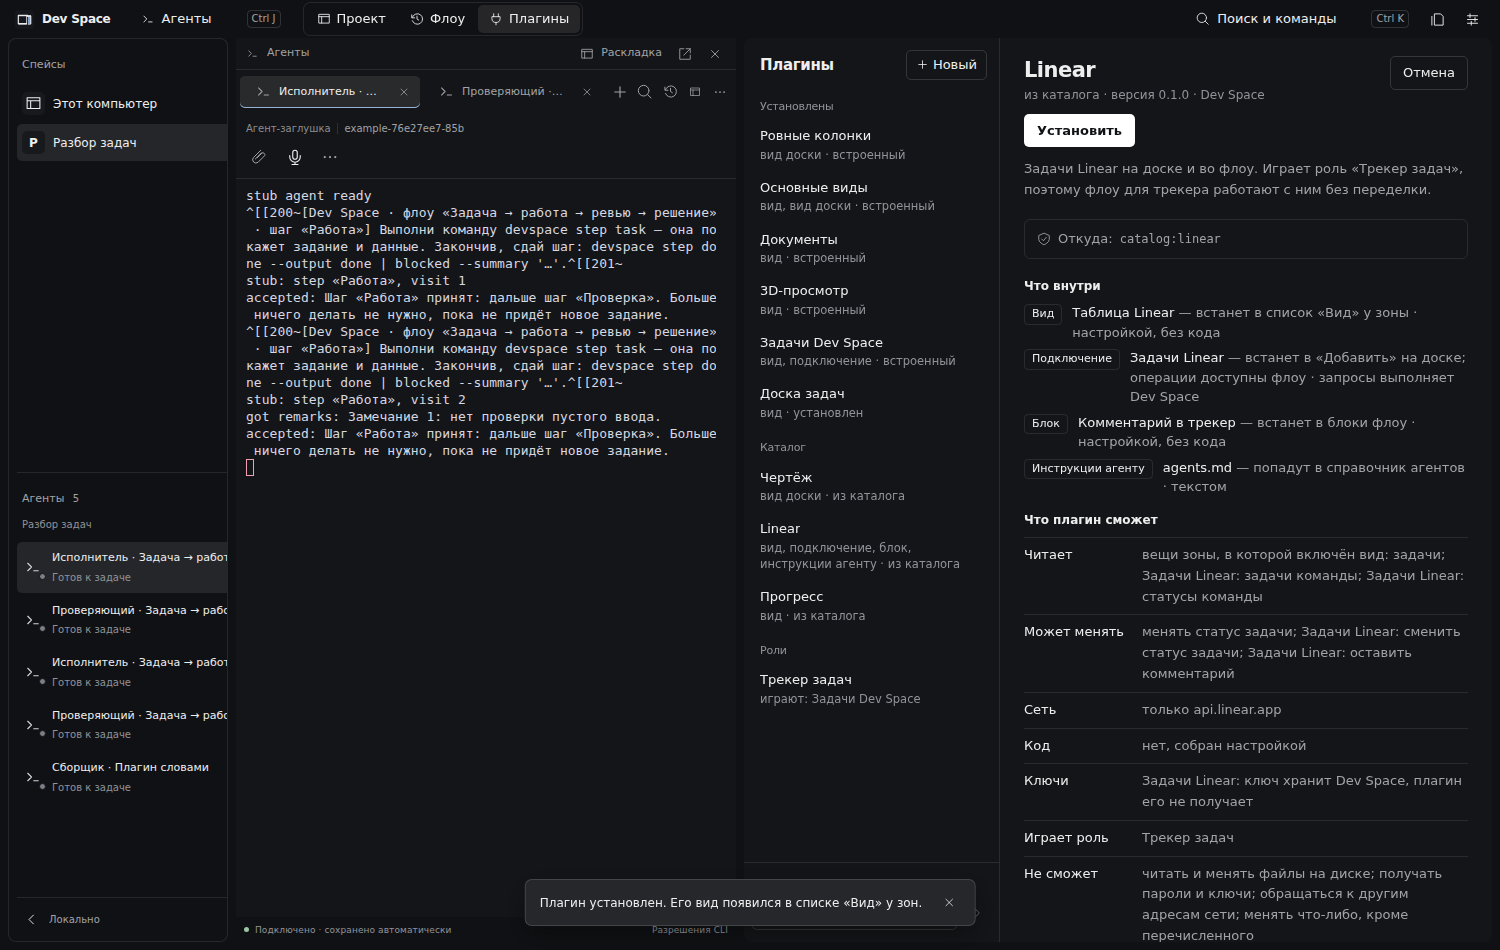 Dev Space
Агенты
Ctrl J
Проект
Флоу
Плагины
Поиск и команды
Ctrl K
Спейсы
Этот компьютер
P
Разбор задач
Агенты 5
Разбор задач
Исполнитель · Задача → работ
Готов к задаче
Проверяющий · Задача → рабо
Готов к задаче
Исполнитель · Задача → работ
Готов к задаче
Проверяющий · Задача → рабо
Готов к задаче
Сборщик · Плагин словами
Готов к задаче
Локально
Агенты
Раскладка
Исполнитель · ...
Проверяющий ·...
Агент-заглушка
example-76e27ee7-85b
stub agent ready
^[[200~[Dev Space · флоу «Задача → работа → ревью → решение»
· шаг «Работа»] Выполни команду devspace step task — она по
кажет задание и данные. Закончив, сдай шаг: devspace step do
ne --output done | blocked --summary '…'.^[[201~
stub: step «Работа», visit 1
accepted: Шаг «Работа» принят: дальше шаг «Проверка». Больше
ничего делать не нужно, пока не придёт новое задание.
^[[200~[Dev Space · флоу «Задача → работа → ревью → решение»
· шаг «Работа»] Выполни команду devspace step task — она по
кажет задание и данные. Закончив, сдай шаг: devspace step do
ne --output done | blocked --summary '…'.^[[201~
stub: step «Работа», visit 2
got remarks: Замечание 1: нет проверки пустого ввода.
accepted: Шаг «Работа» принят: дальше шаг «Проверка». Больше
ничего делать не нужно, пока не придёт новое задание.
Подключено · сохранено автоматически
Разрешения CLI
Плагины
+ Новый
Установлены
Ровные колонки
вид доски · встроенный
Основные виды
вид, вид доски · встроенный
Документы
вид · встроенный
3D-просмотр
вид · встроенный
Задачи Dev Space
вид, подключение · встроенный
Доска задач
вид · установлен
Каталог
Чертёж
вид доски · из каталога
Linear
вид, подключение, блок,
инструкции агенту · из каталога
Прогресс
вид · из каталога
Роли
Трекер задач
играют: Задачи Dev Space
Linear
Отмена
из каталога · версия 0.1.0 · Dev Space
Установить
Задачи Linear на доске и во флоу. Играет роль «Трекер задач»,
поэтому флоу для трекера работают с ним без переделки.
Откуда: catalog:linear
Что внутри
Вид
Таблица Linear — встанет в список «Вид» у зоны ·
настройкой, без кода
Подключение
Задачи Linear — встанет в «Добавить» на доске;
операции доступны флоу · запросы выполняет
Dev Space
Блок
Комментарий в трекер — встанет в блоки флоу ·
настройкой, без кода
Инструкции агенту
agents.md — попадут в справочник агентов
· текстом
Что плагин сможет
Читает
вещи зоны, в которой включён вид: задачи;
Задачи Linear: задачи команды; Задачи Linear:
статусы команды
Может менять
менять статус задачи; Задачи Linear: сменить
статус задачи; Задачи Linear: оставить
комментарий
Сеть
только api.linear.app
Код
нет, собран настройкой
Ключи
Задачи Linear: ключ хранит Dev Space, плагин
его не получает
Играет роль
Трекер задач
Не сможет
читать и менять файлы на диске; получать
пароли и ключи; обращаться к другим
адресам сети; менять что-либо, кроме
перечисленного
Плагин установлен. Его вид появился в списке «Вид» у зон.